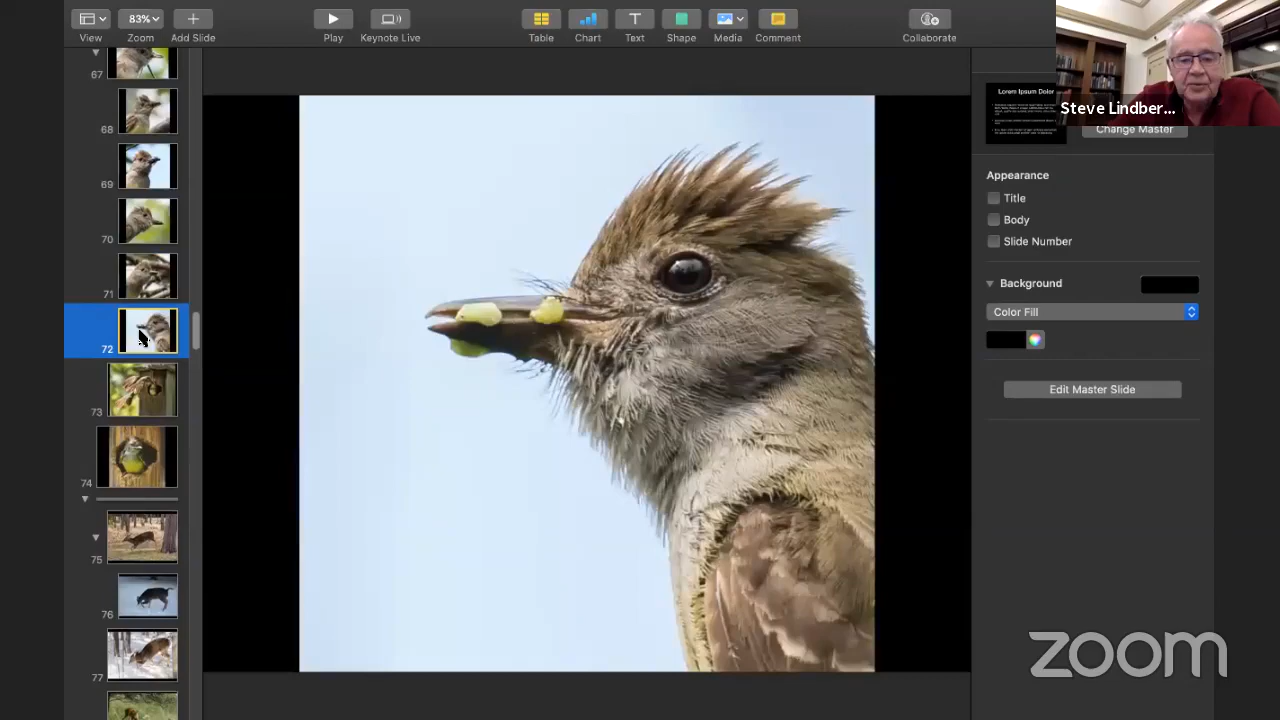 83%
View
Zoom
Add Slide
Play
Keynote Live
Table
Chart
Text
Shape
Media
Comment
Collaborate
Steve Lindber...
Lorem Ipsum Dolor
Change Master
Appearance
Title
Body
Slide Number
Background
Color Fill
Edit Master Slide
67
68
69
70
71
72
73
74
75
76
77
zoom